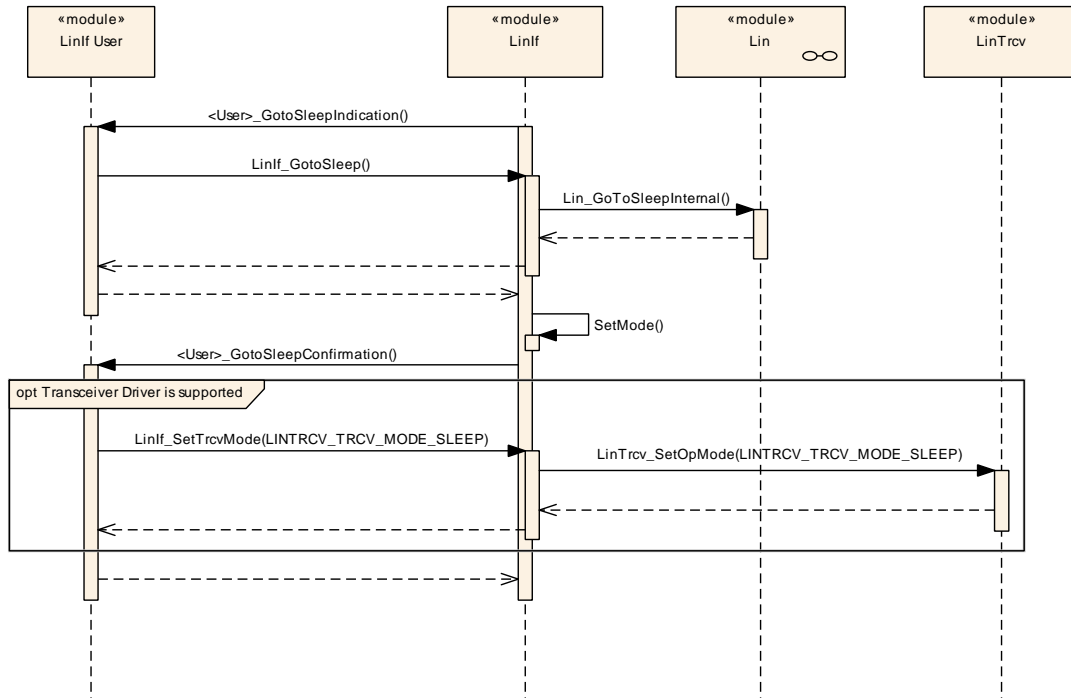 «module»
LinIf User
«module»
LinIf
«module»
Lin
«module»
LinTrcv
<User>_GotoSleepIndication()
LinIf_GotoSleep()
Lin_GoToSleepInternal()
SetMode()
<User>_GotoSleepConfirmation()
opt Transceiver Driver is supported
LinIf_SetTrcvMode(LINTRCV_TRCV_MODE_SLEEP)
LinTrcv_SetOpMode(LINTRCV_TRCV_MODE_SLEEP)